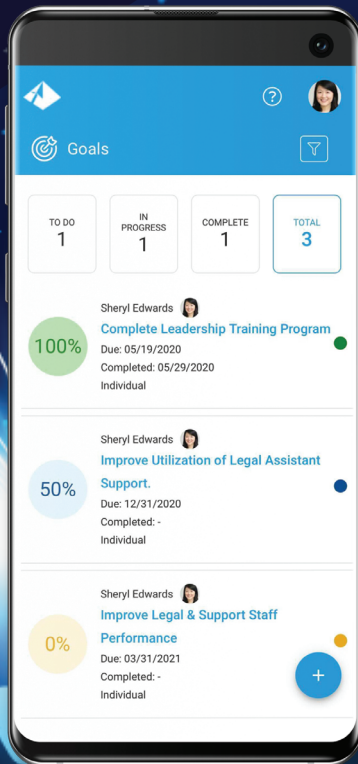 ?
Goals
TO DO
1
IN
PROGRESS
1
COMPLETE
1
TOTAL
3
100%
Sheryl Edwards
Complete Leadership Training Program
Due: 05/19/2020
Completed: 05/29/2020
Individual
50%
Sheryl Edwards
Improve Utilization of Legal Assistant
Support.
Due: 12/31/2020
Completed: -
Individual
0%
Sheryl Edwards
Improve Legal & Support Staff
Performance
Due: 03/31/2021
Completed: -
Individual
+